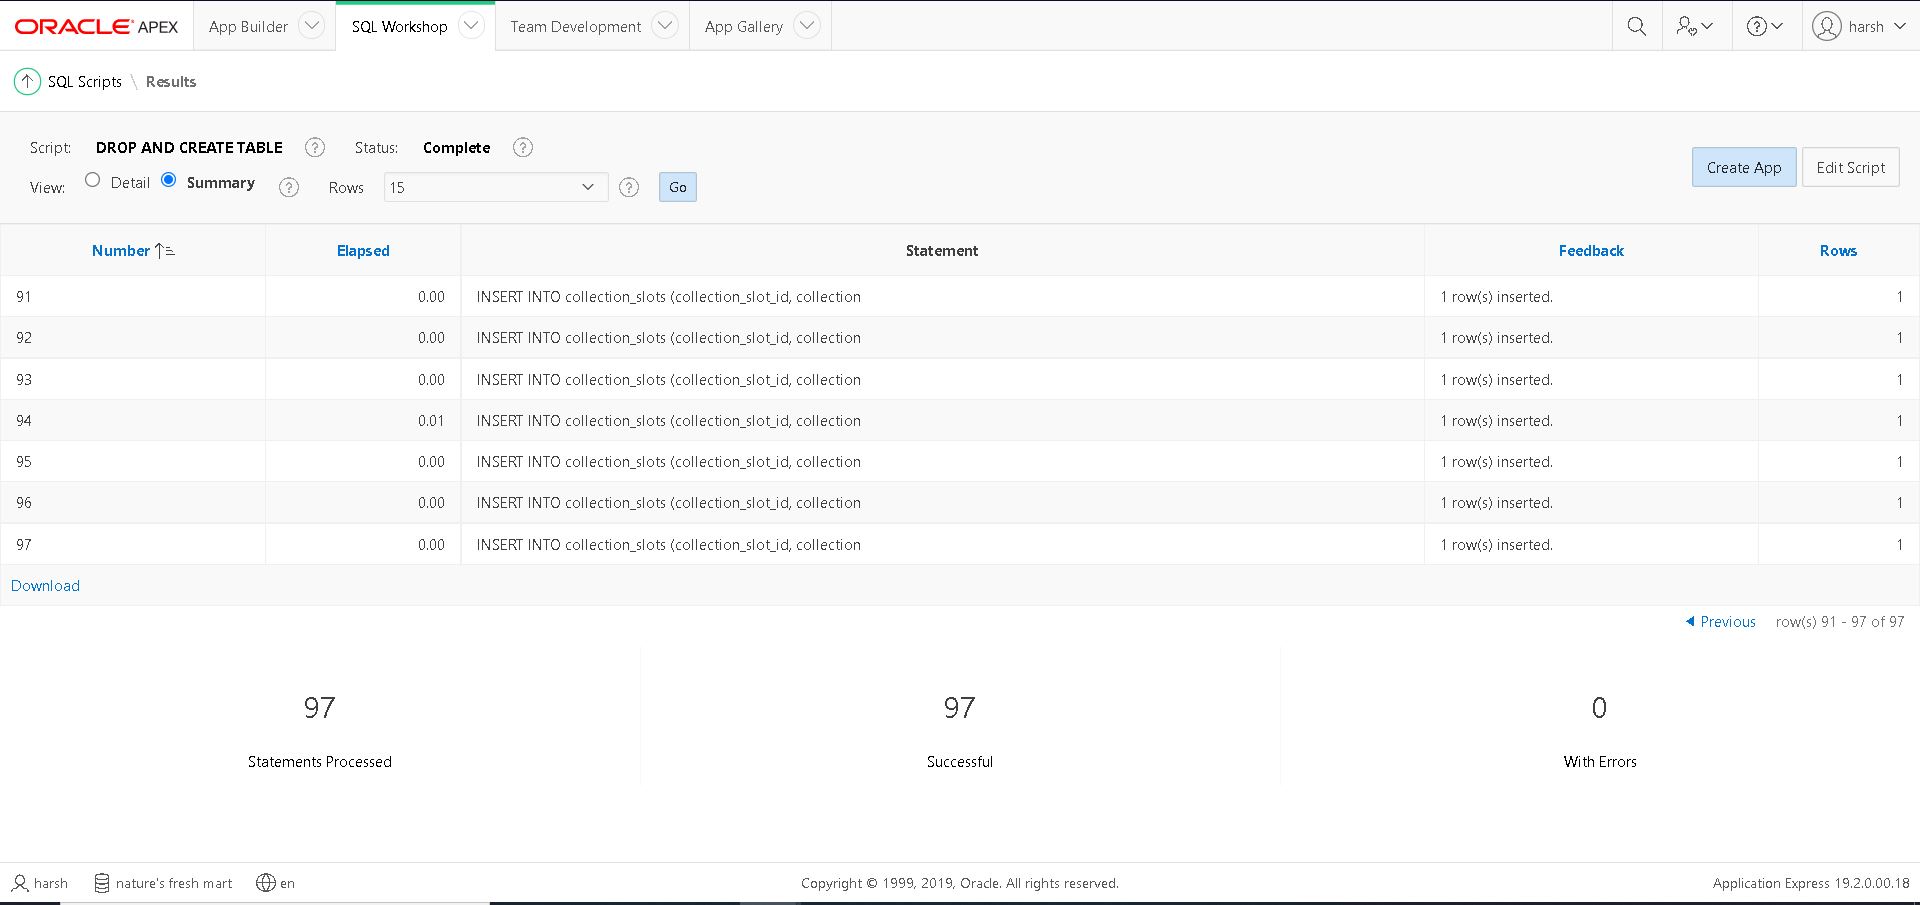 ORACLE APEX App Builder SQL Workshop Team Development App Gallery harsh
SQL Scripts \ Results
Script: DROP AND CREATE TABLE ? Status: Complete ?
View: Detail Summary ? Rows 15 ? Go
Create App Edit Script
Number Elapsed Statement Feedback Rows
91 0.00 INSERT INTO collection_slots (collection_slot_id, collection 1 row(s) inserted. 1
92 0.00 INSERT INTO collection_slots (collection_slot_id, collection 1 row(s) inserted. 1
93 0.00 INSERT INTO collection_slots (collection_slot_id, collection 1 row(s) inserted. 1
94 0.01 INSERT INTO collection_slots (collection_slot_id, collection 1 row(s) inserted. 1
95 0.00 INSERT INTO collection_slots (collection_slot_id, collection 1 row(s) inserted. 1
96 0.00 INSERT INTO collection_slots (collection_slot_id, collection 1 row(s) inserted. 1
97 0.00 INSERT INTO collection_slots (collection_slot_id, collection 1 row(s) inserted. 1
Download
Previous row(s) 91 - 97 of 97
97 97 0
Statements Processed Successful With Errors
harsh nature's fresh mart en Copyright © 1999, 2019, Oracle. All rights reserved. Application Express 19.2.0.00.18